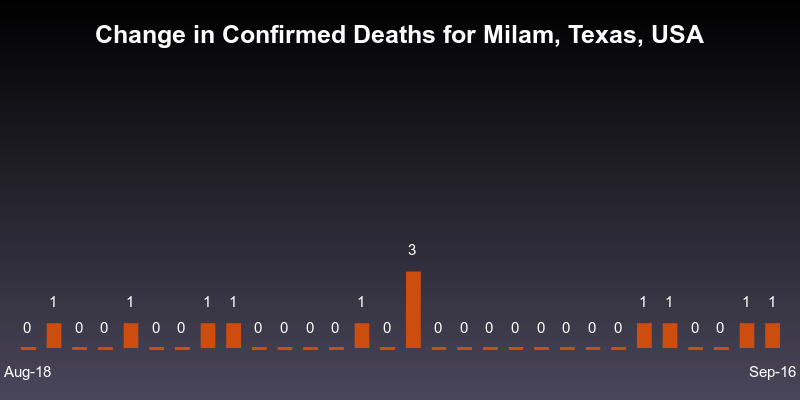 Change in Confirmed Deaths for Milam, Texas, USA
3
1 1 1 1 1 1 1 1 1
0 0 0 0 0 0 0 0 0 0 0 0 0 0 0 0 0 0 0 0
Aug-18 Sep-16